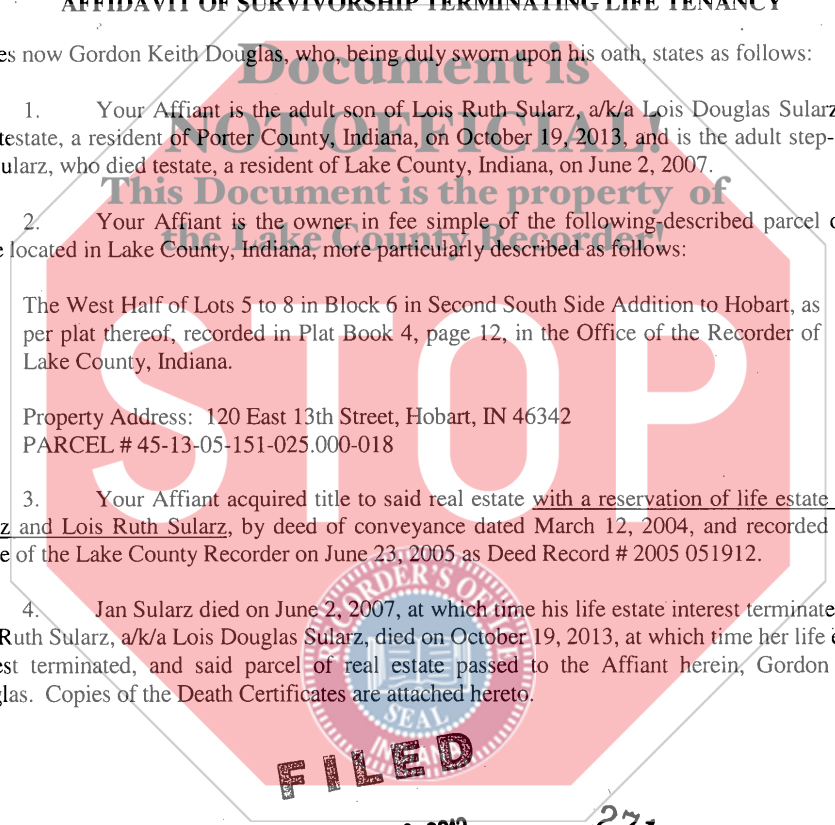 AFFIDAVIT OF SURVIVORSHIP TERMINATING LIFE TENANCY
es now Gordon Keith Douglas, who, being duly sworn upon his oath, states as follows:
Document is
1. Your Affiant is the adult son of Lois Ruth Sularz, a/k/a Lois Douglas Sularz
NOT OFFICIAL!
testate, a resident of Porter County, Indiana, on October 19, 2013, and is the adult step-
ularz, who died testate, a resident of Lake County, Indiana, on June 2, 2007.
This Document is the property of
2. Your Affiant is the owner in fee simple of the following-described parcel
the Lake County Recorder!
located in Lake County, Indiana, more particularly described as follows:
The West Half of Lots 5 to 8 in Block 6 in Second South Side Addition to Hobart, as
per plat thereof, recorded in Plat Book 4, page 12, in the Office of the Recorder of
Lake County, Indiana.
STOP
Property Address: 120 East 13th Street, Hobart, IN 46342
PARCEL # 45-13-05-151-025.000-018
3. Your Affiant acquired title to said real estate with a reservation of life estate
z and Lois Ruth Sularz, by deed of conveyance dated March 12, 2004, and recorded
e of the Lake County Recorder on June 23, 2005 as Deed Record # 2005 051912.
4. Jan Sularz died on June 2, 2007, at which time his life estate interest terminate
Ruth Sularz, a/k/a Lois Douglas Sularz, died on October 19, 2013, at which time her life
est terminated, and said parcel of real estate passed to the Affiant herein, Gordon
glas. Copies of the Death Certificates are attached hereto.
RECORDER'S OFFICE
SEAL
INDIANA
FILED